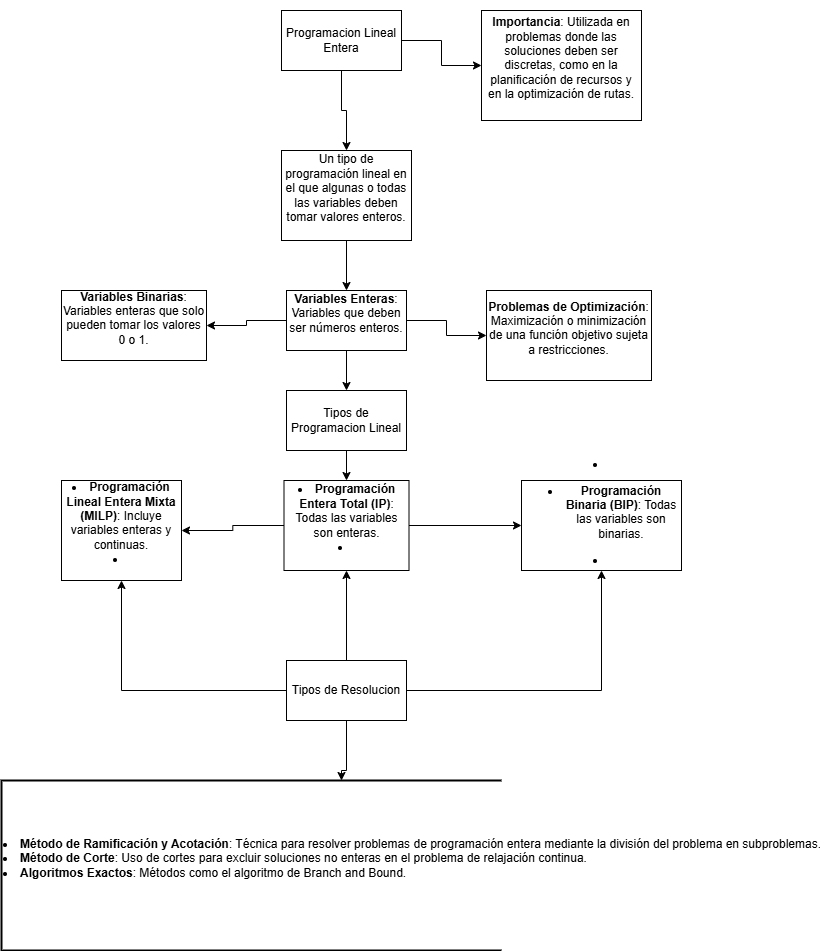 Programacion Lineal
Entera
Importancia: Utilizada en
problemas donde las
soluciones deben ser
discretas, como en la
planificación de recursos y
en la optimización de rutas.
Un tipo de
programación lineal en
el que algunas o todas
las variables deben
tomar valores enteros.
Variables Binarias:
Variables enteras que solo
pueden tomar los valores
0 o 1.
Variables Enteras:
Variables que deben
ser números enteros.
Problemas de Optimización:
Maximización o minimización
de una función objetivo sujeta
a restricciones.
Tipos de
Programacion Lineal
• Programación
Lineal Entera Mixta
(MILP): Incluye
variables enteras y
continuas.
•
• Programación
Entera Total (IP):
Todas las variables
son enteras.
•
•
• Programación
Binaria (BIP): Todas
las variables son
binarias.
•
Tipos de Resolucion
• Método de Ramificación y Acotación: Técnica para resolver problemas de programación entera mediante la división del problema en subproblemas.
• Método de Corte: Uso de cortes para excluir soluciones no enteras en el problema de relajación continua.
• Algoritmos Exactos: Métodos como el algoritmo de Branch and Bound.